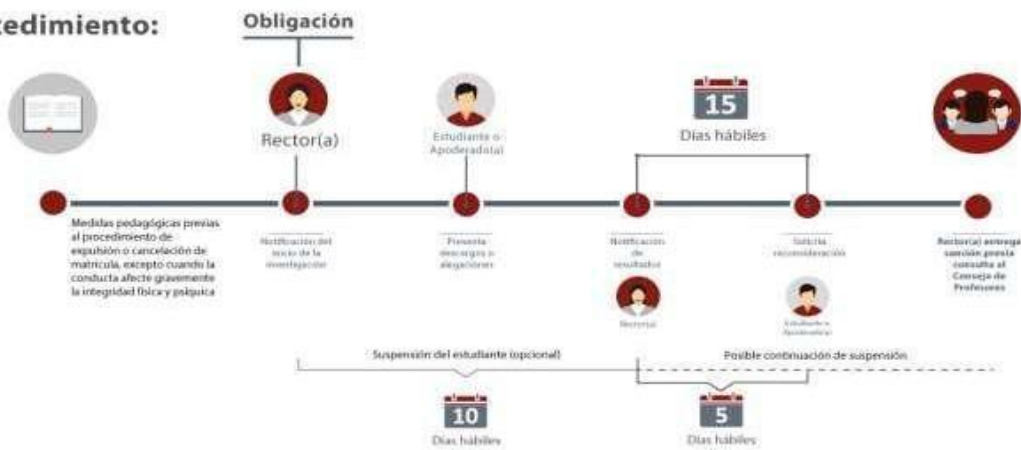 cedimiento:
Obligación
Rector(a)
Estudiante o
Apoderado(a)
15
Días hábiles
Medidas pedagógicas previas
al procedimiento de
expulsión o cancelación de
matrícula, excepto cuando la
conducta afecte gravemente
la integridad física y psíquica
Notificación del
inicio de la
investigación
Presenta
descargos o
alegaciones
Notificación
de
resultados
Rector(a)
Solicita
reconsideración
Estudiante o
Apoderado(a)
Rector(a) entrega
sanción previa
consulta al
Consejo de
Profesores
Suspensión del estudiante (opcional)
Posible continuación de suspensión
10
Días hábiles
5
Días hábiles